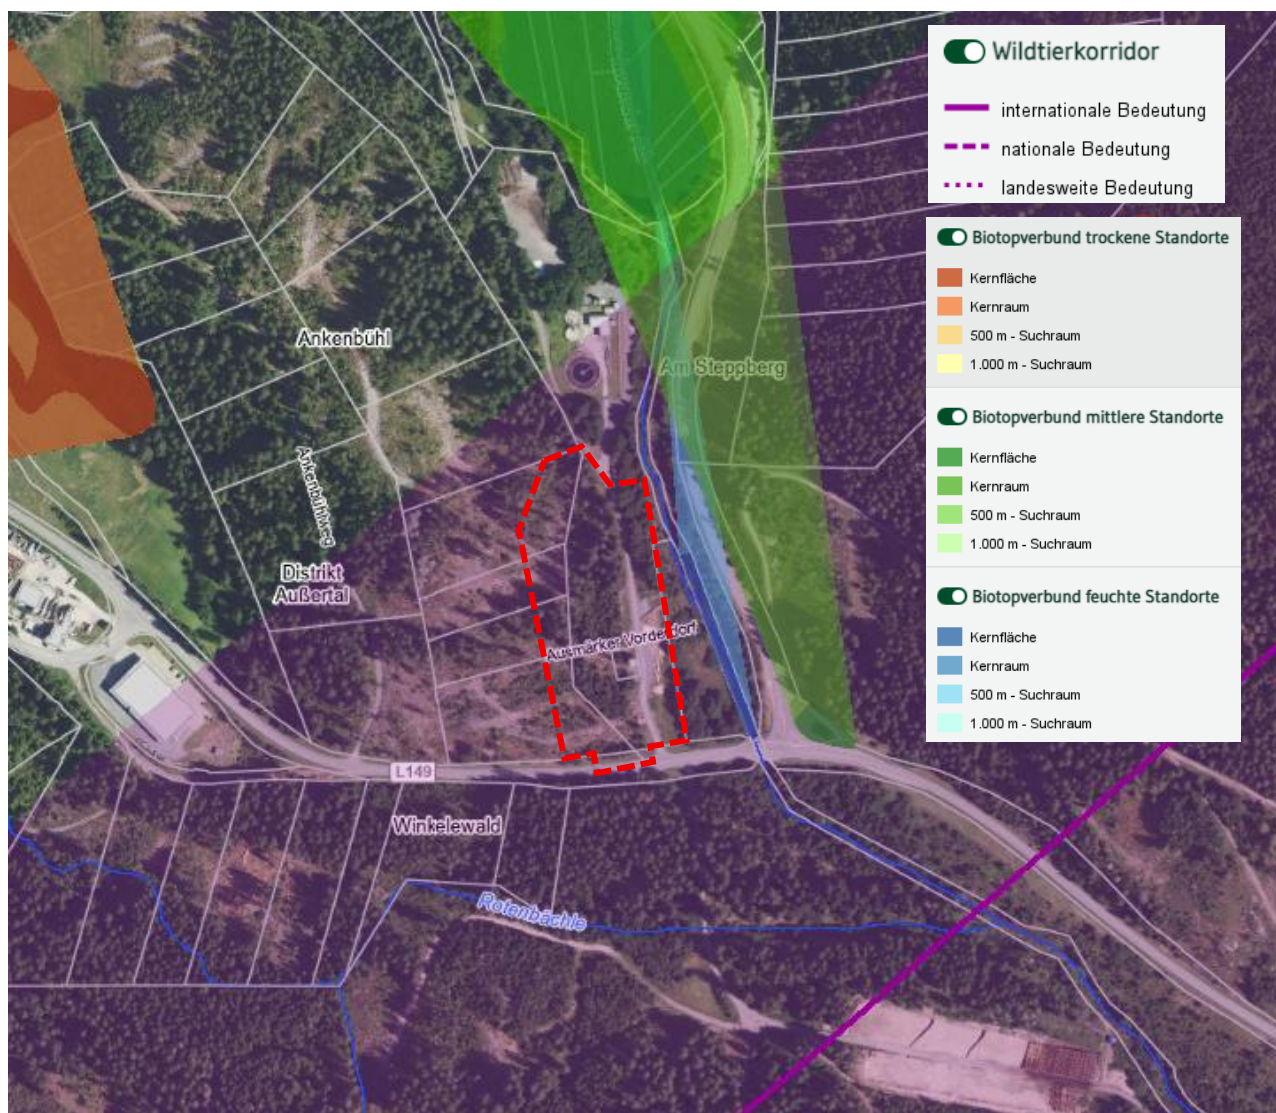 Wildtierkorridor
internationale Bedeutung
nationale Bedeutung
landesweite Bedeutung
Biotopverbund trockene Standorte
Kernfläche
Kernraum
500 m - Suchraum
1.000 m - Suchraum
Biotopverbund mittlere Standorte
Kernfläche
Kernraum
500 m - Suchraum
1.000 m - Suchraum
Biotopverbund feuchte Standorte
Kernfläche
Kernraum
500 m - Suchraum
1.000 m - Suchraum
Ankenbühl
Am Steppberg
Ankenbühlweg
Distrikt
Außertal
Ausmärker Vorderdorf
L149
Winkelewald
Rotenbächle